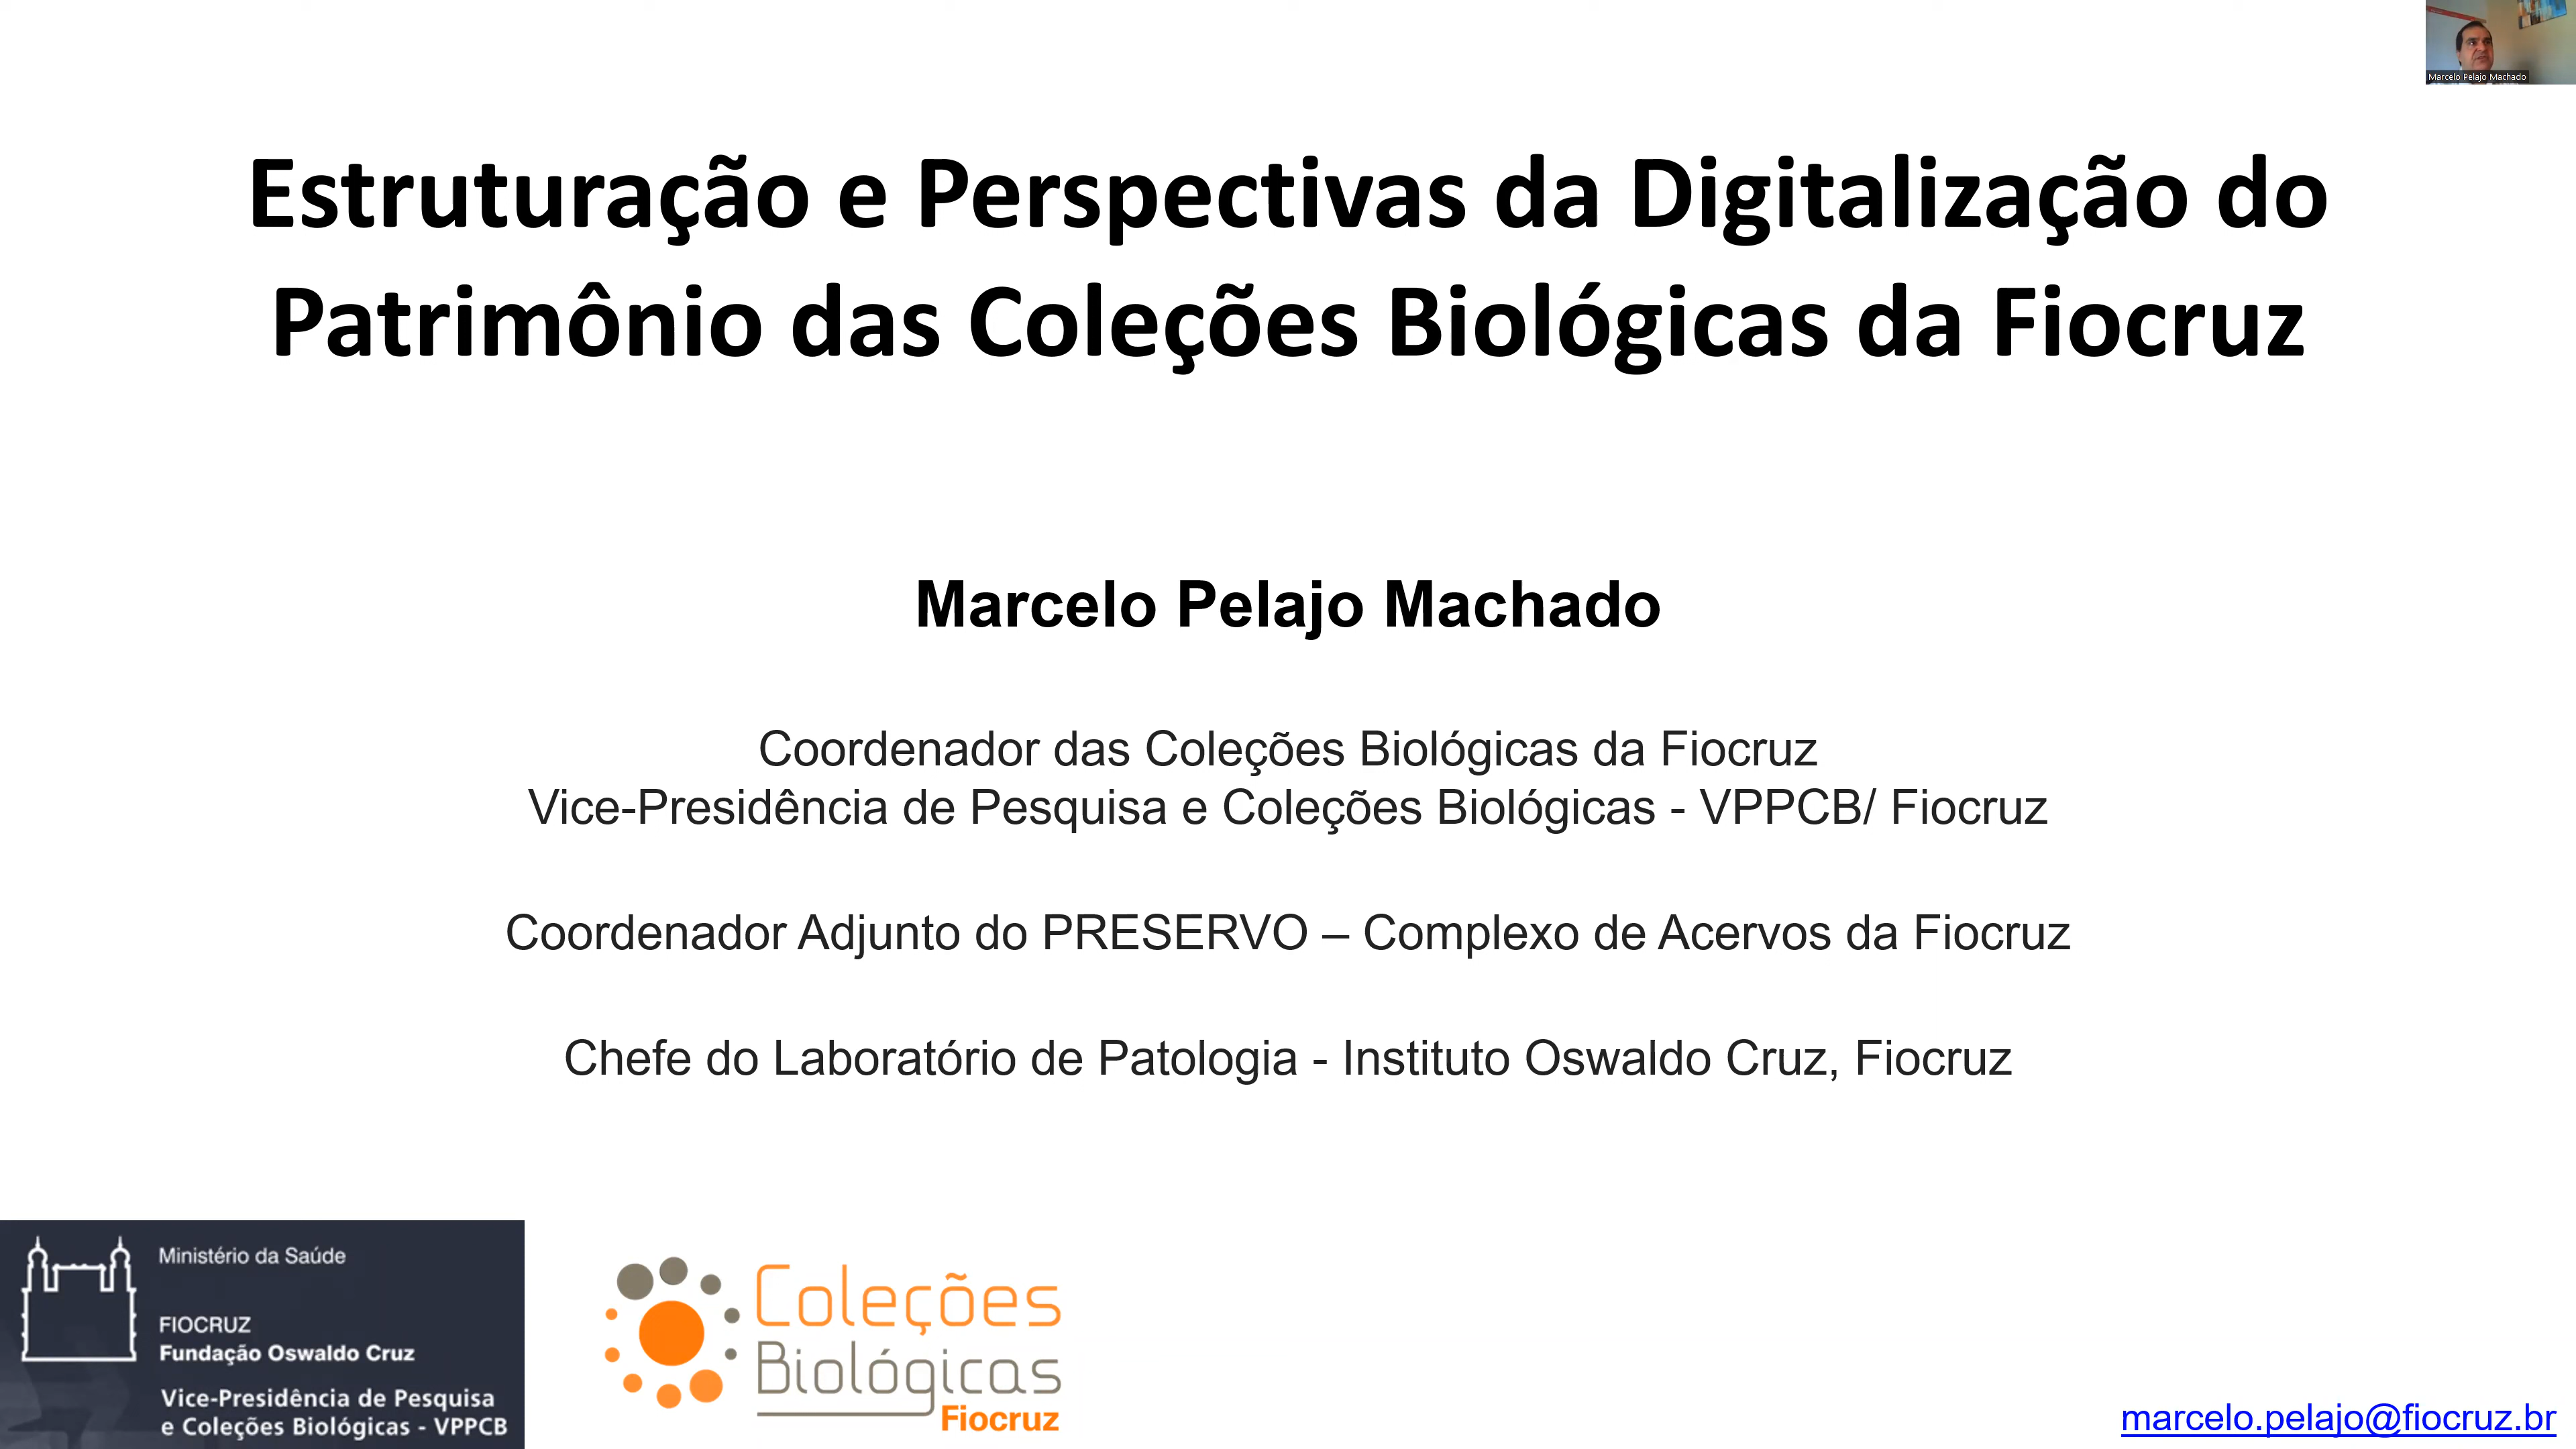 Marcelo Pelajo Machado
Estruturação e Perspectivas da Digitalização do
Patrimônio das Coleções Biológicas da Fiocruz
Marcelo Pelajo Machado
Coordenador das Coleções Biológicas da Fiocruz
Vice-Presidência de Pesquisa e Coleções Biológicas - VPPCB/ Fiocruz
Coordenador Adjunto do PRESERVO – Complexo de Acervos da Fiocruz
Chefe do Laboratório de Patologia - Instituto Oswaldo Cruz, Fiocruz
Ministério da Saúde
FIOCRUZ
Fundação Oswaldo Cruz
Vice-Presidência de Pesquisa
e Coleções Biológicas - VPPCB
Coleções
Biológicas
Fiocruz
marcelo.pelajo@fiocruz.br